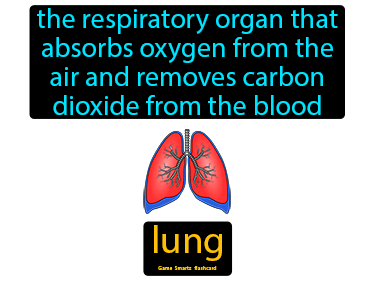 the respiratory organ that
absorbs oxygen from the
air and removes carbon
dioxide from the blood
lung
Game Smartz flashcard